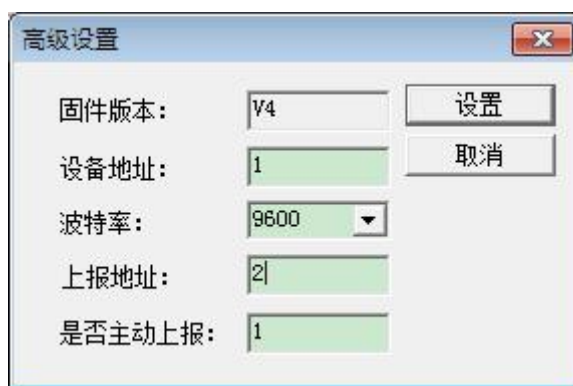 高级设置
固件版本： V4 设置
设备地址： 1 取消
波特率： 9600
上报地址： 2
是否主动上报： 1